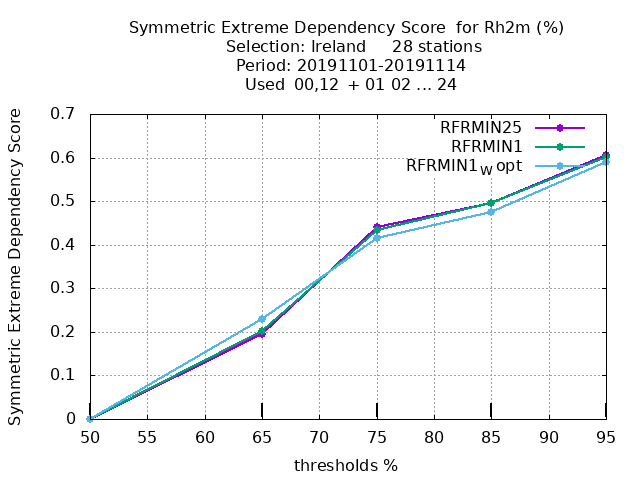 Symmetric Extreme Dependency Score  for Rh2m (%)
Selection: Ireland     28 stations
Period: 20191101-20191114
Used  00,12  + 01 02 ... 24
Symmetric Extreme Dependency Score
0.7
0.6
0.5
0.4
0.3
0.2
0.1
0
RFRMIN25
RFRMIN1
RFRMIN1W opt
50 55 60 65 70 75 80 85 90 95
thresholds %